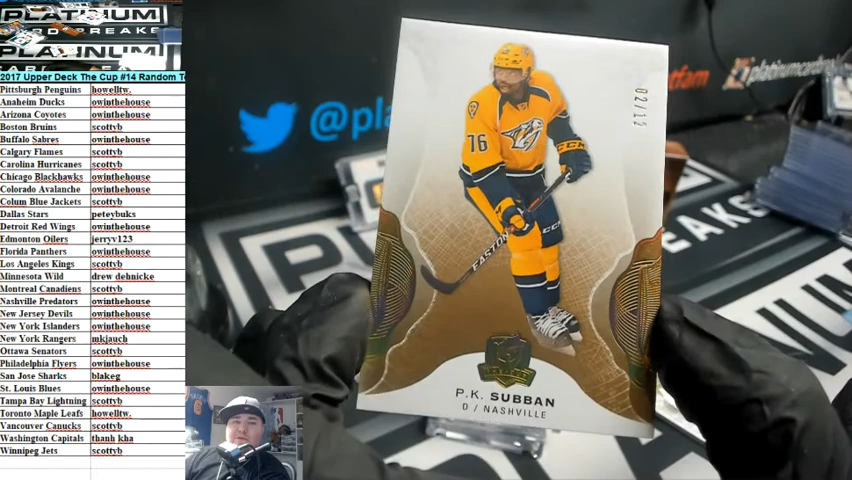 PLATINUM
PLATINUM
2017 Upper Deck The Cup #14 Random T
Pittsburgh Penguins howelltw.
Anaheim Ducks owinthehouse
Arizona Coyotes owinthehouse
Boston Bruins scottyb
Buffalo Sabres owinthehouse
Calgary Flames scottyb
Carolina Hurricanes scottyb
Chicago Blackhawks owinthehouse
Colorado Avalanche owinthehouse
Colum Blue Jackets scottyb
Dallas Stars peteybuks
Detroit Red Wings owinthehouse
Edmonton Oilers jerryv123
Florida Panthers owinthehouse
Los Angeles Kings scottyb
Minnesota Wild drew dehnicke
Montreal Canadiens scottyb
Nashville Predators owinthehouse
New Jersey Devils owinthehouse
New York Islanders owinthehouse
New York Rangers mkjauch
Ottawa Senators scottyb
Philadelphia Flyers owinthehouse
San Jose Sharks blakeg
St. Louis Blues owinthehouse
Tampa Bay Lightning scottyb
Toronto Maple Leafs howelltw.
Vancouver Canucks scottyb
Washington Capitals thanh kha
Winnipeg Jets scottyb
@pla
platinumcardbrea
02/12
76
CCM
EASTON
P.K. SUBBAN
D / NASHVILLE